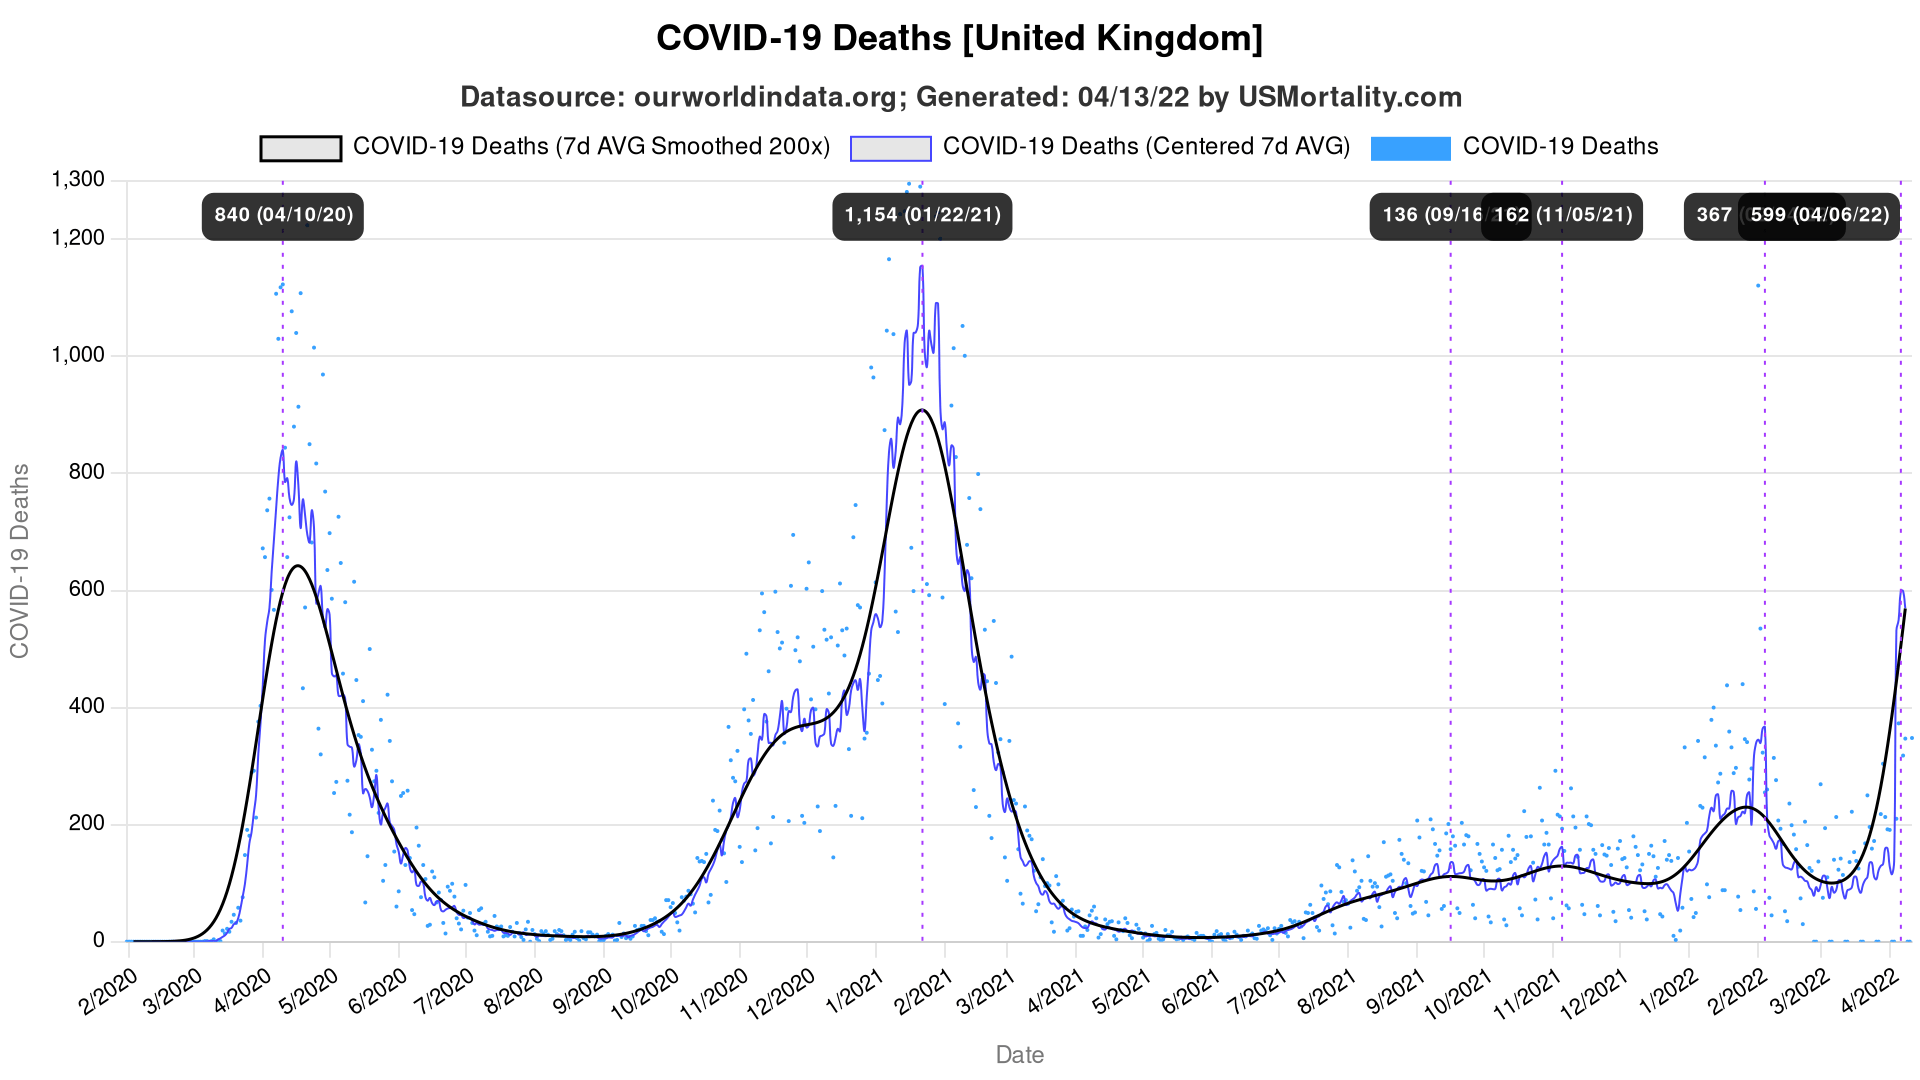 COVID-19 Deaths [United Kingdom]
Datasource: ourworldindata.org; Generated: 04/13/22 by USMortality.com
COVID-19 Deaths (7d AVG Smoothed 200x) COVID-19 Deaths (Centered 7d AVG) COVID-19 Deaths
840 (04/10/20) 1,154 (01/22/21) 136 (09/16 162 (11/05/21) 367 599 (04/06/22)
1,300
1,200
1,000
800
600
400
200
0
COVID-19 Deaths
2/2020 3/2020 4/2020 5/2020 6/2020 7/2020 8/2020 9/2020 10/2020 11/2020 12/2020 1/2021 2/2021 3/2021 4/2021 5/2021 6/2021 7/2021 8/2021 9/2021 10/2021 11/2021 12/2021 1/2022 2/2022 3/2022 4/2022
Date